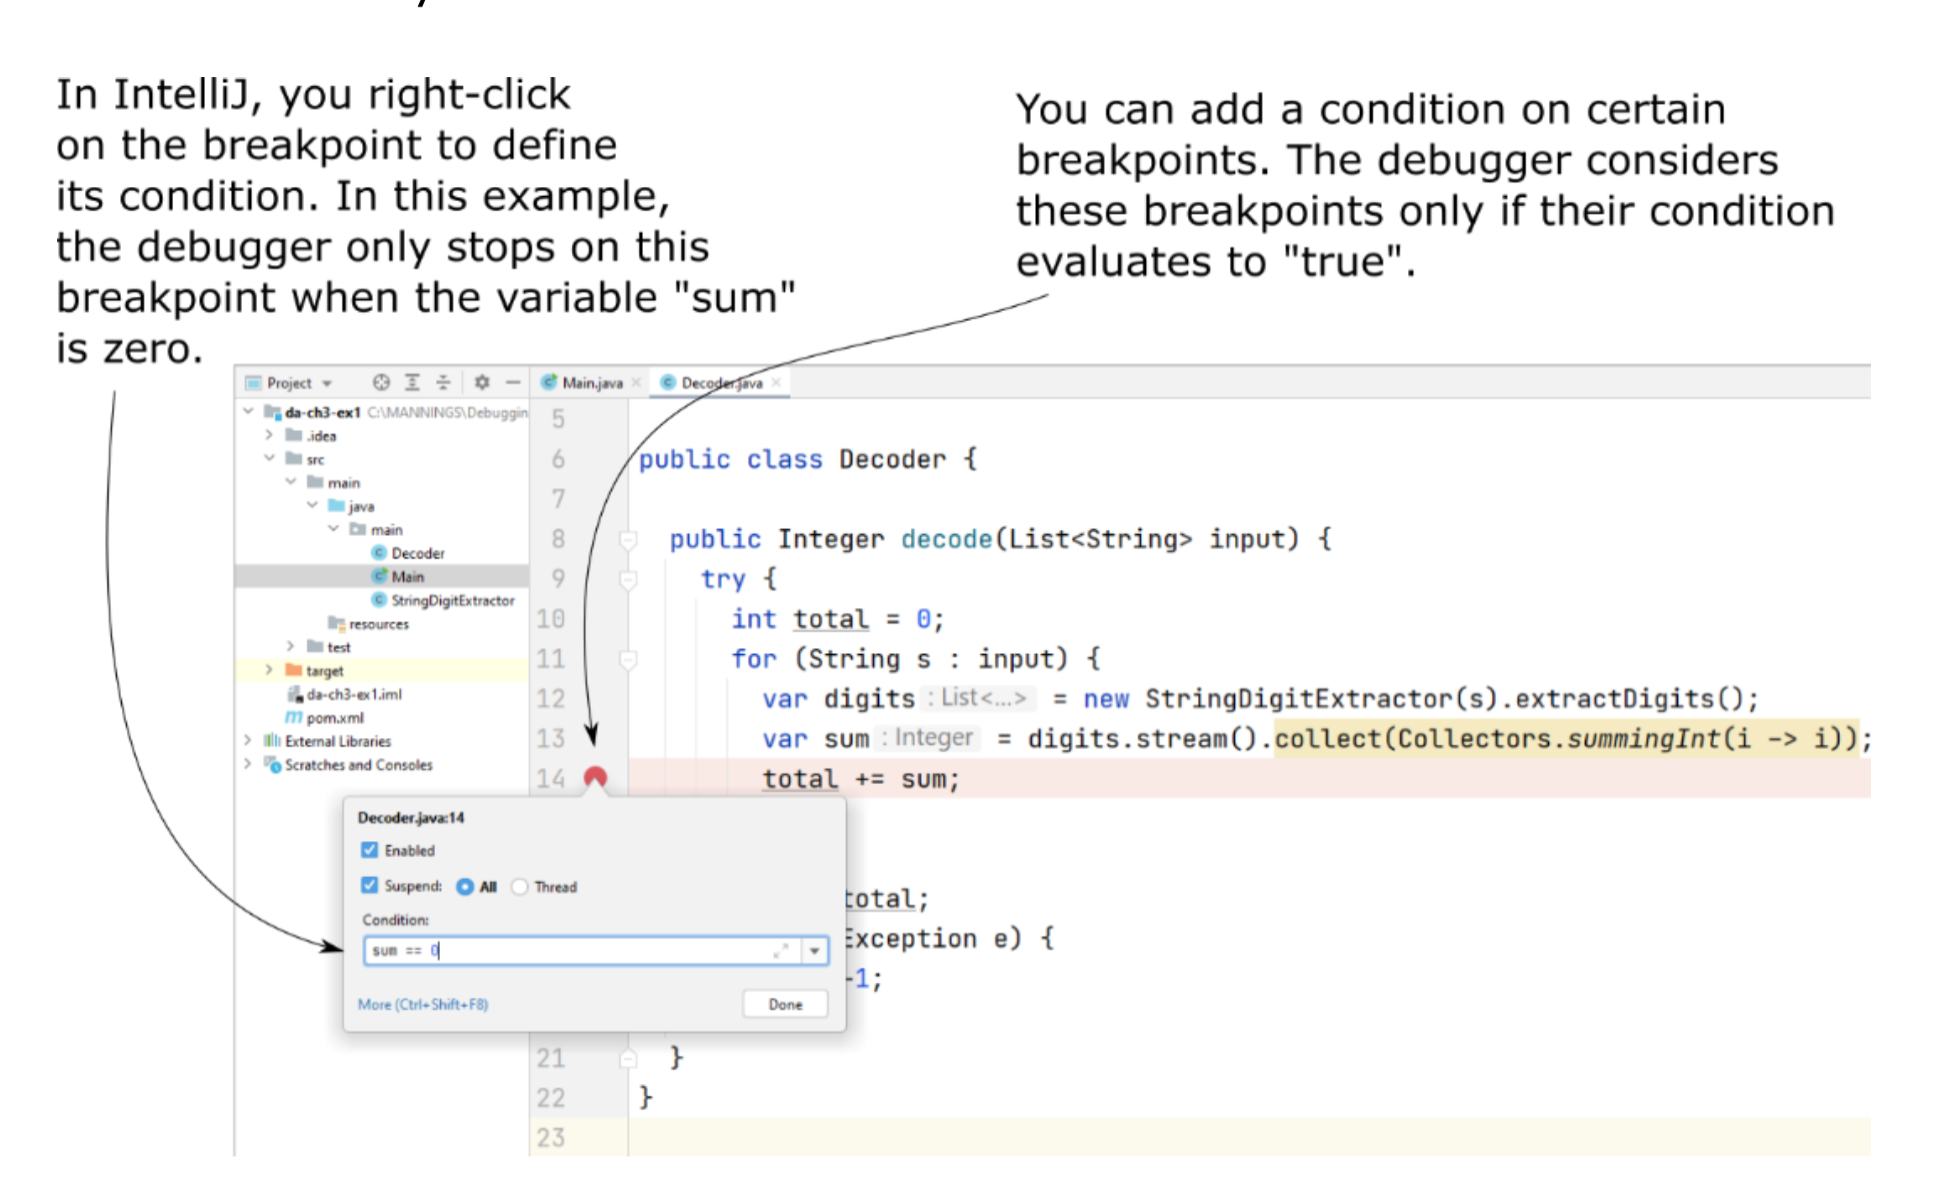 In IntelliJ, you right-click
on the breakpoint to define
its condition. In this example,
the debugger only stops on this
breakpoint when the variable "sum"
is zero.
You can add a condition on certain
breakpoints. The debugger considers
these breakpoints only if their condition
evaluates to "true".
Project
Main.java
Decoder.java
da-ch3-ex1 C:\MANNINGS\Debuggin
.idea
src
main
java
main
Decoder
Main
StringDigitExtractor
resources
test
target
da-ch3-ex1.iml
pom.xml
External Libraries
Scratches and Consoles
5
6 public class Decoder {
7
8 public Integer decode(List<String> input) {
9 try {
10 int total = 0;
11 for (String s : input) {
12 var digits : List<...> = new StringDigitExtractor(s).extractDigits();
13 var sum : Integer = digits.stream().collect(Collectors.summingInt(i -> i));
14 total += sum;
Decoder.java:14
Enabled
Suspend: All Thread
Condition:
sum == 0
More (Ctrl+Shift+F8) Done
total;
Exception e) {
-1;
21 }
22 }
23